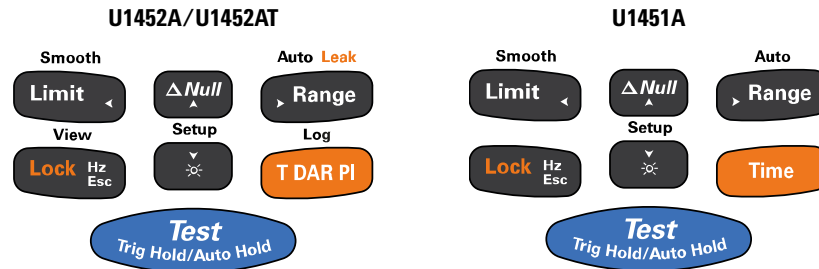 U1452A/U1452AT
Smooth
Auto Leak
Limit
ΔNull
Range
View
Setup
Log
Lock Hz Esc
T DAR PI
Test
Trig Hold/Auto Hold
U1451A
Smooth
Auto
Limit
ΔNull
Range
Setup
Lock Hz Esc
Time
Test
Trig Hold/Auto Hold